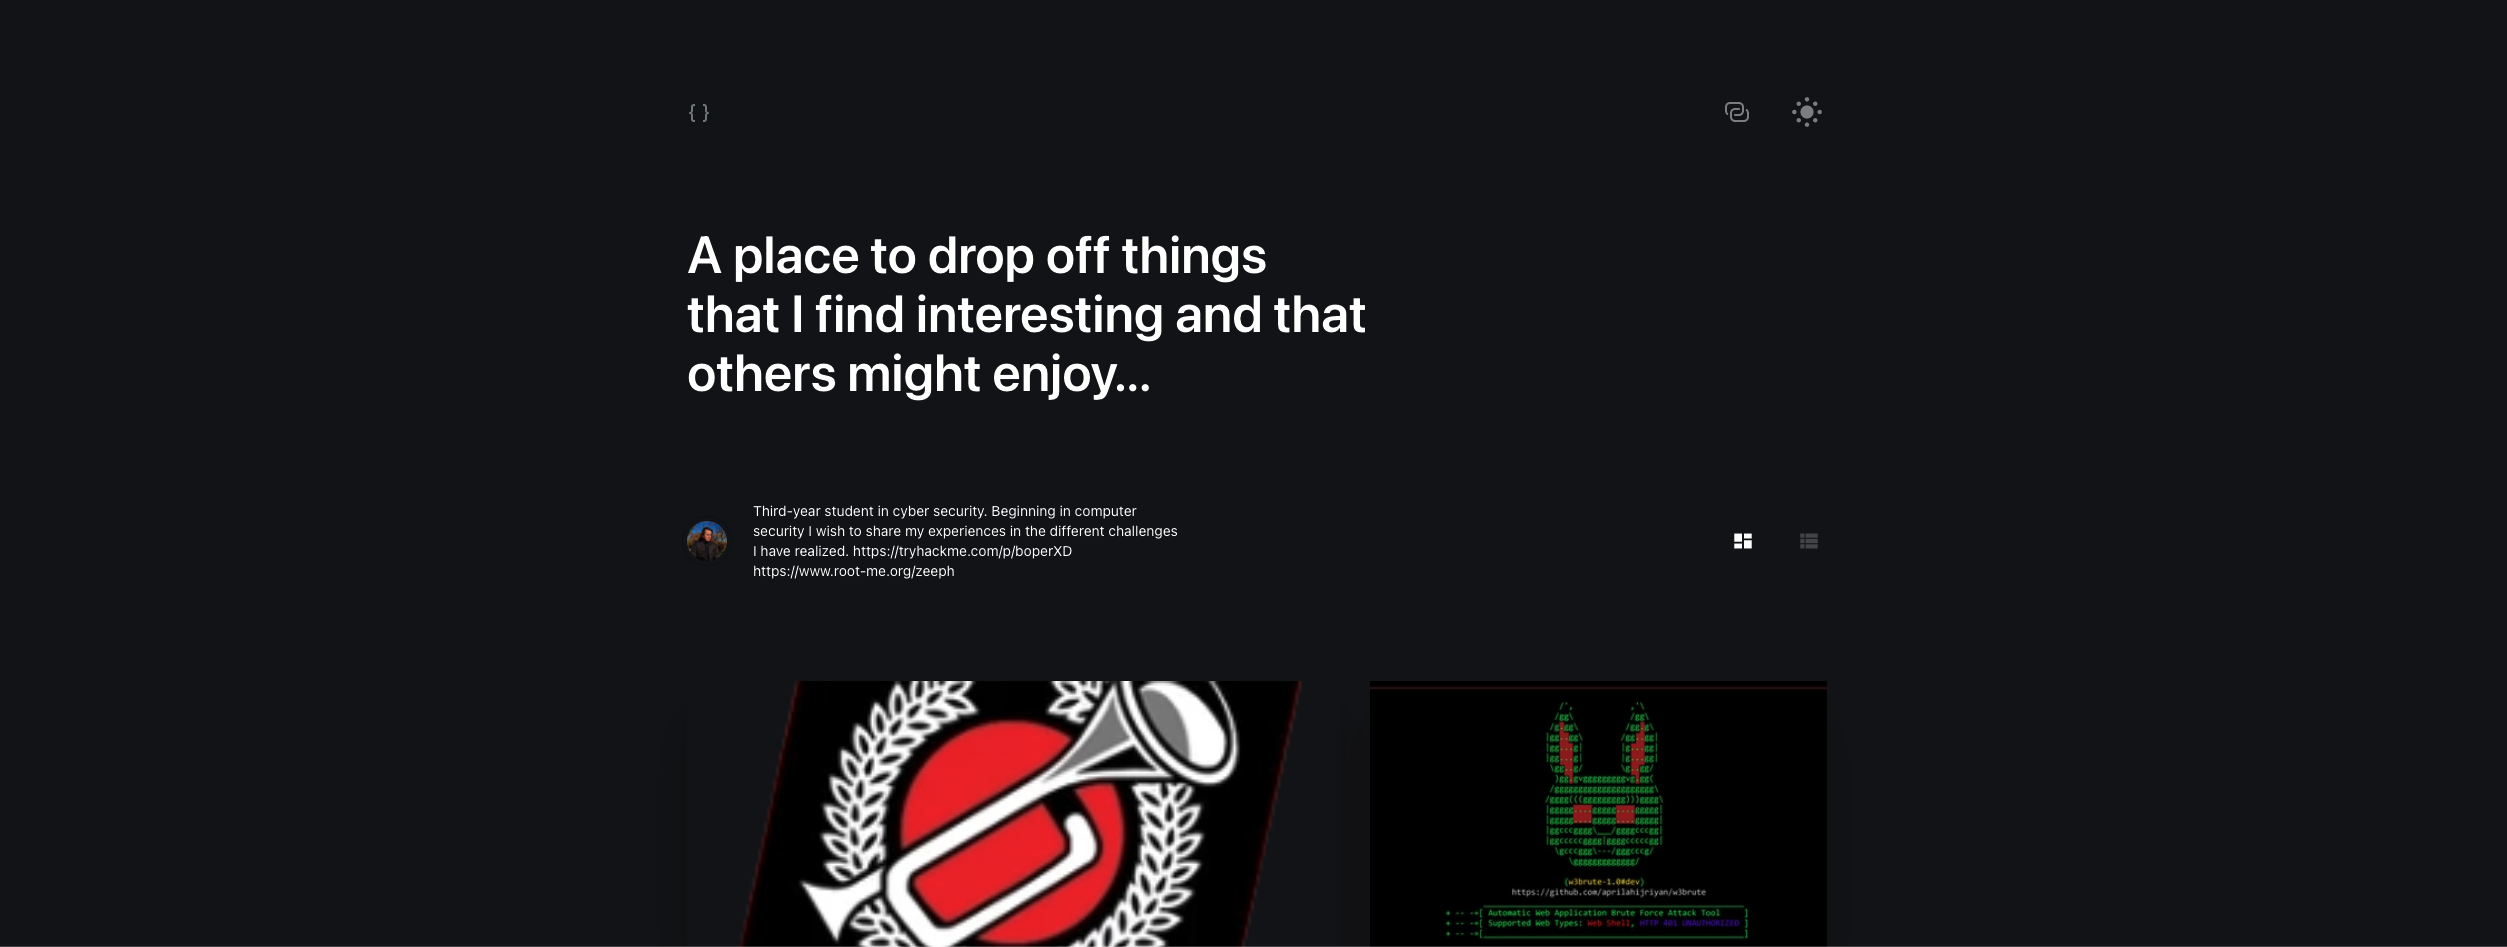 { }
A place to drop off things
that I find interesting and that
others might enjoy...
Third-year student in cyber security. Beginning in computer
security I wish to share my experiences in the different challenges
I have realized. https://tryhackme.com/p/boperXD
https://www.root-me.org/zeeph
(w3brute-1.0#dev)
https://github.com/aprilahijriyan/w3brute
+ -- -=[ Automatic Web Application Brute Force Attack Tool ]
+ -- -=[ Supported Web Types: Web Shell, HTTP 401 UNAUTHORIZED ]
+ -- -=[